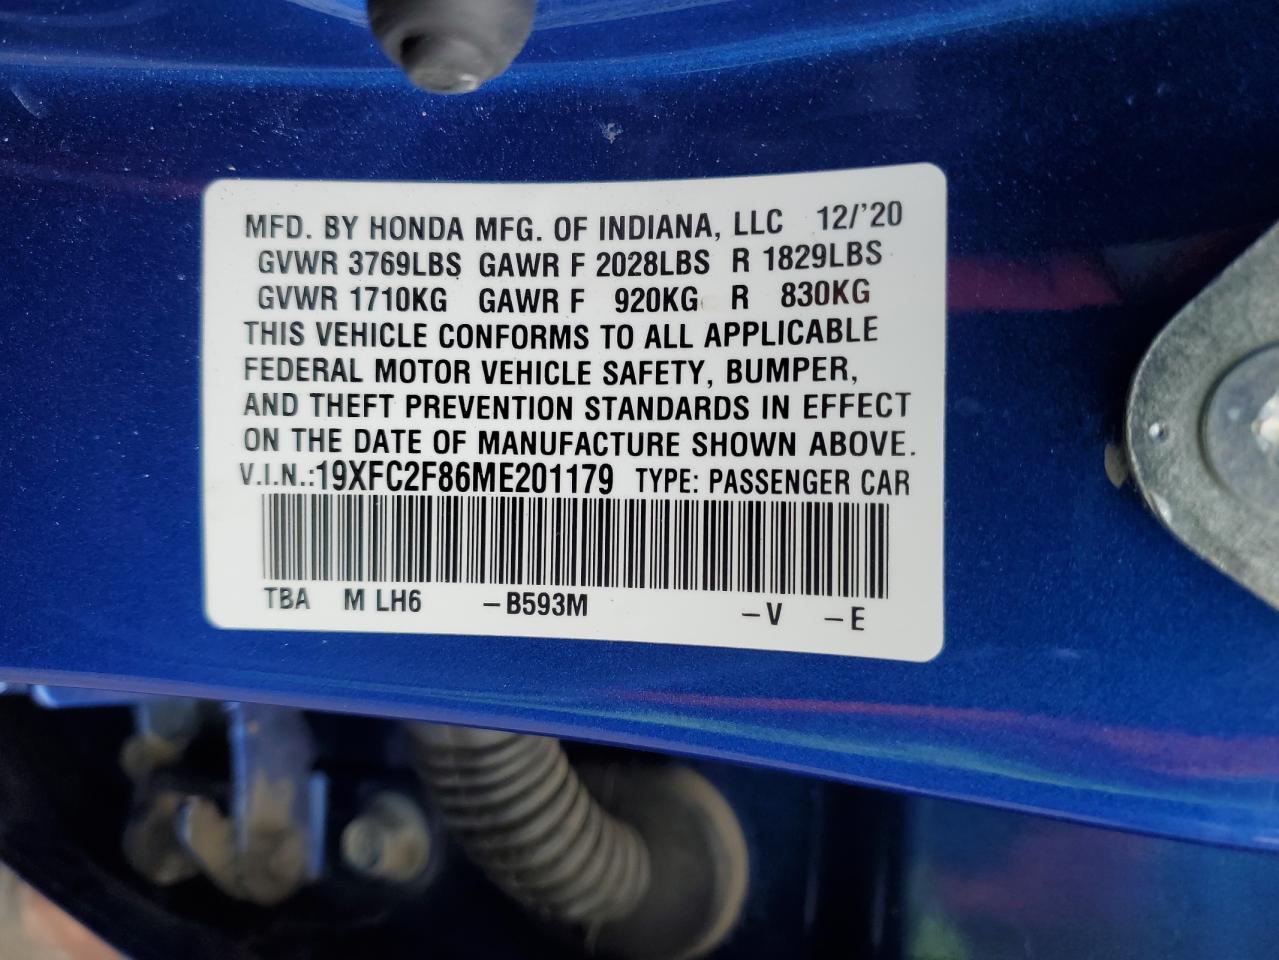 MFD. BY HONDA MFG. OF INDIANA, LLC 12/'20
GVWR 3769LBS GAWR F 2028LBS R 1829LBS
GVWR 1710KG GAWR F 920KG R 830KG
THIS VEHICLE CONFORMS TO ALL APPLICABLE
FEDERAL MOTOR VEHICLE SAFETY, BUMPER,
AND THEFT PREVENTION STANDARDS IN EFFECT
ON THE DATE OF MANUFACTURE SHOWN ABOVE.
V.I.N.:19XFC2F86ME201179 TYPE: PASSENGER CAR
TBA M LH6 –B593M –V –E